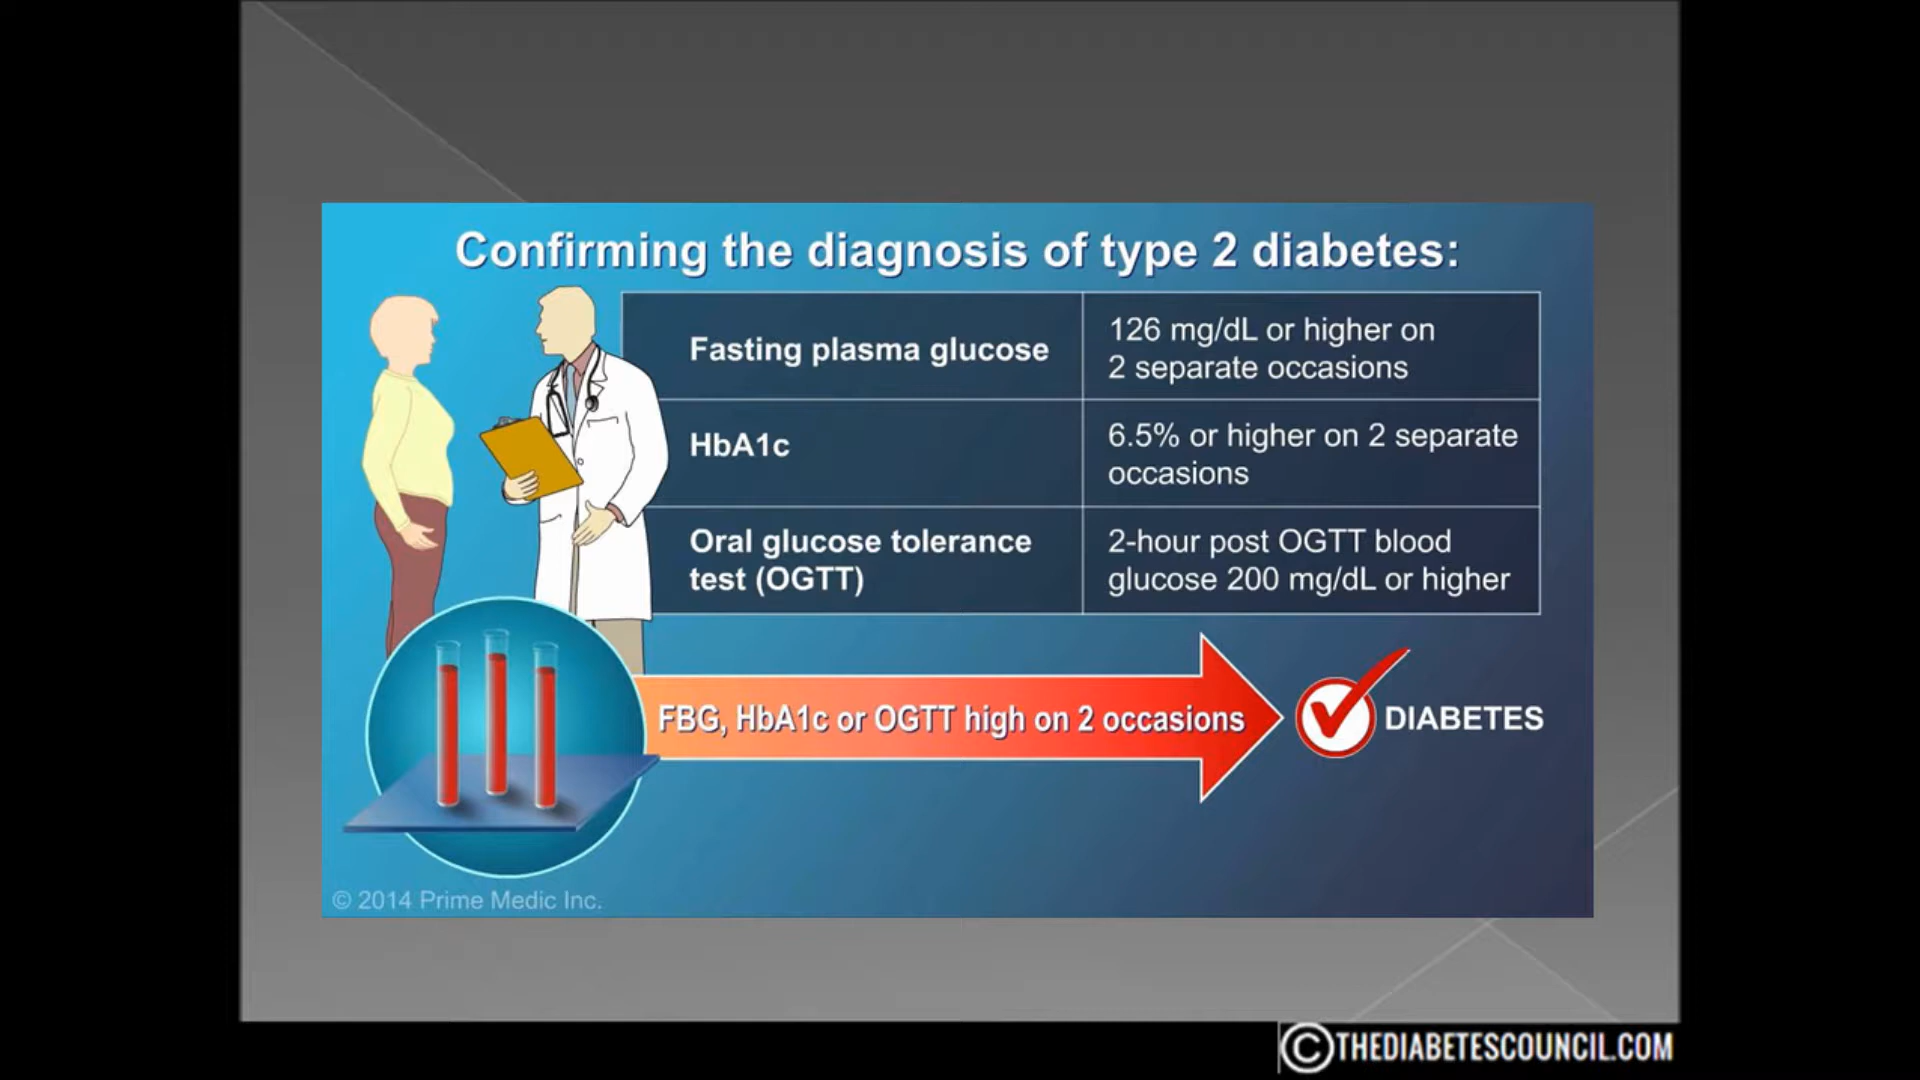 Confirming the diagnosis of type 2 diabetes:
Fasting plasma glucose
126 mg/dL or higher on
2 separate occasions
HbA1c
6.5% or higher on 2 separate
occasions
Oral glucose tolerance
test (OGTT)
2-hour post OGTT blood
glucose 200 mg/dL or higher
FBG, HbA1c or OGTT high on 2 occasions
DIABETES
© 2014 Prime Medic Inc.
©THEDIABETESCOUNCIL.COM